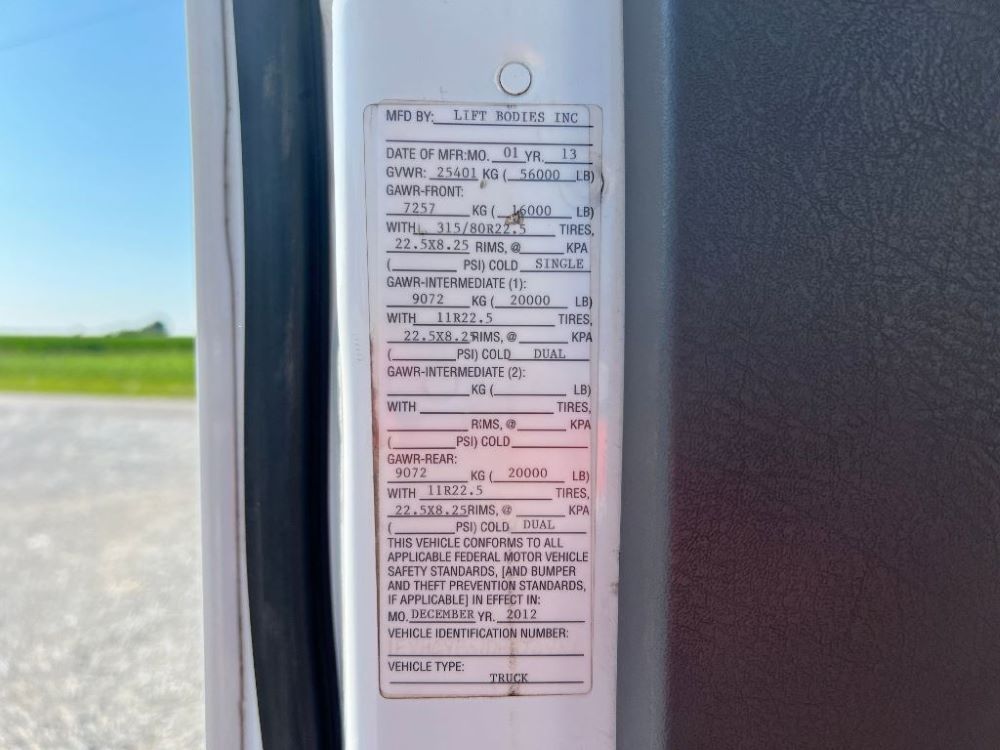 MFD BY: LIFT BODIES INC
DATE OF MFR:MO. 01 YR. 13
GVWR: 25401 KG ( 56000 LB)
GAWR-FRONT:
7257 KG ( 16000 LB)
WITH 315/80R22.5 TIRES,
22.5X8.25 RIMS, @ KPA
( PSI) COLD SINGLE
GAWR-INTERMEDIATE (1):
9072 KG ( 20000 LB)
WITH 11R22.5 TIRES,
22.5X8.25RIMS, @ KPA
( PSI) COLD DUAL
GAWR-INTERMEDIATE (2):
KG ( LB)
WITH TIRES,
RIMS, @ KPA
( PSI) COLD
GAWR-REAR:
9072 KG ( 20000 LB)
WITH 11R22.5 TIRES,
22.5X8.25RIMS, @ KPA
( PSI) COLD DUAL
THIS VEHICLE CONFORMS TO ALL
APPLICABLE FEDERAL MOTOR VEHICLE
SAFETY STANDARDS, [AND BUMPER
AND THEFT PREVENTION STANDARDS,
IF APPLICABLE] IN EFFECT IN:
MO. DECEMBER YR. 2012
VEHICLE IDENTIFICATION NUMBER:
VEHICLE TYPE:
TRUCK